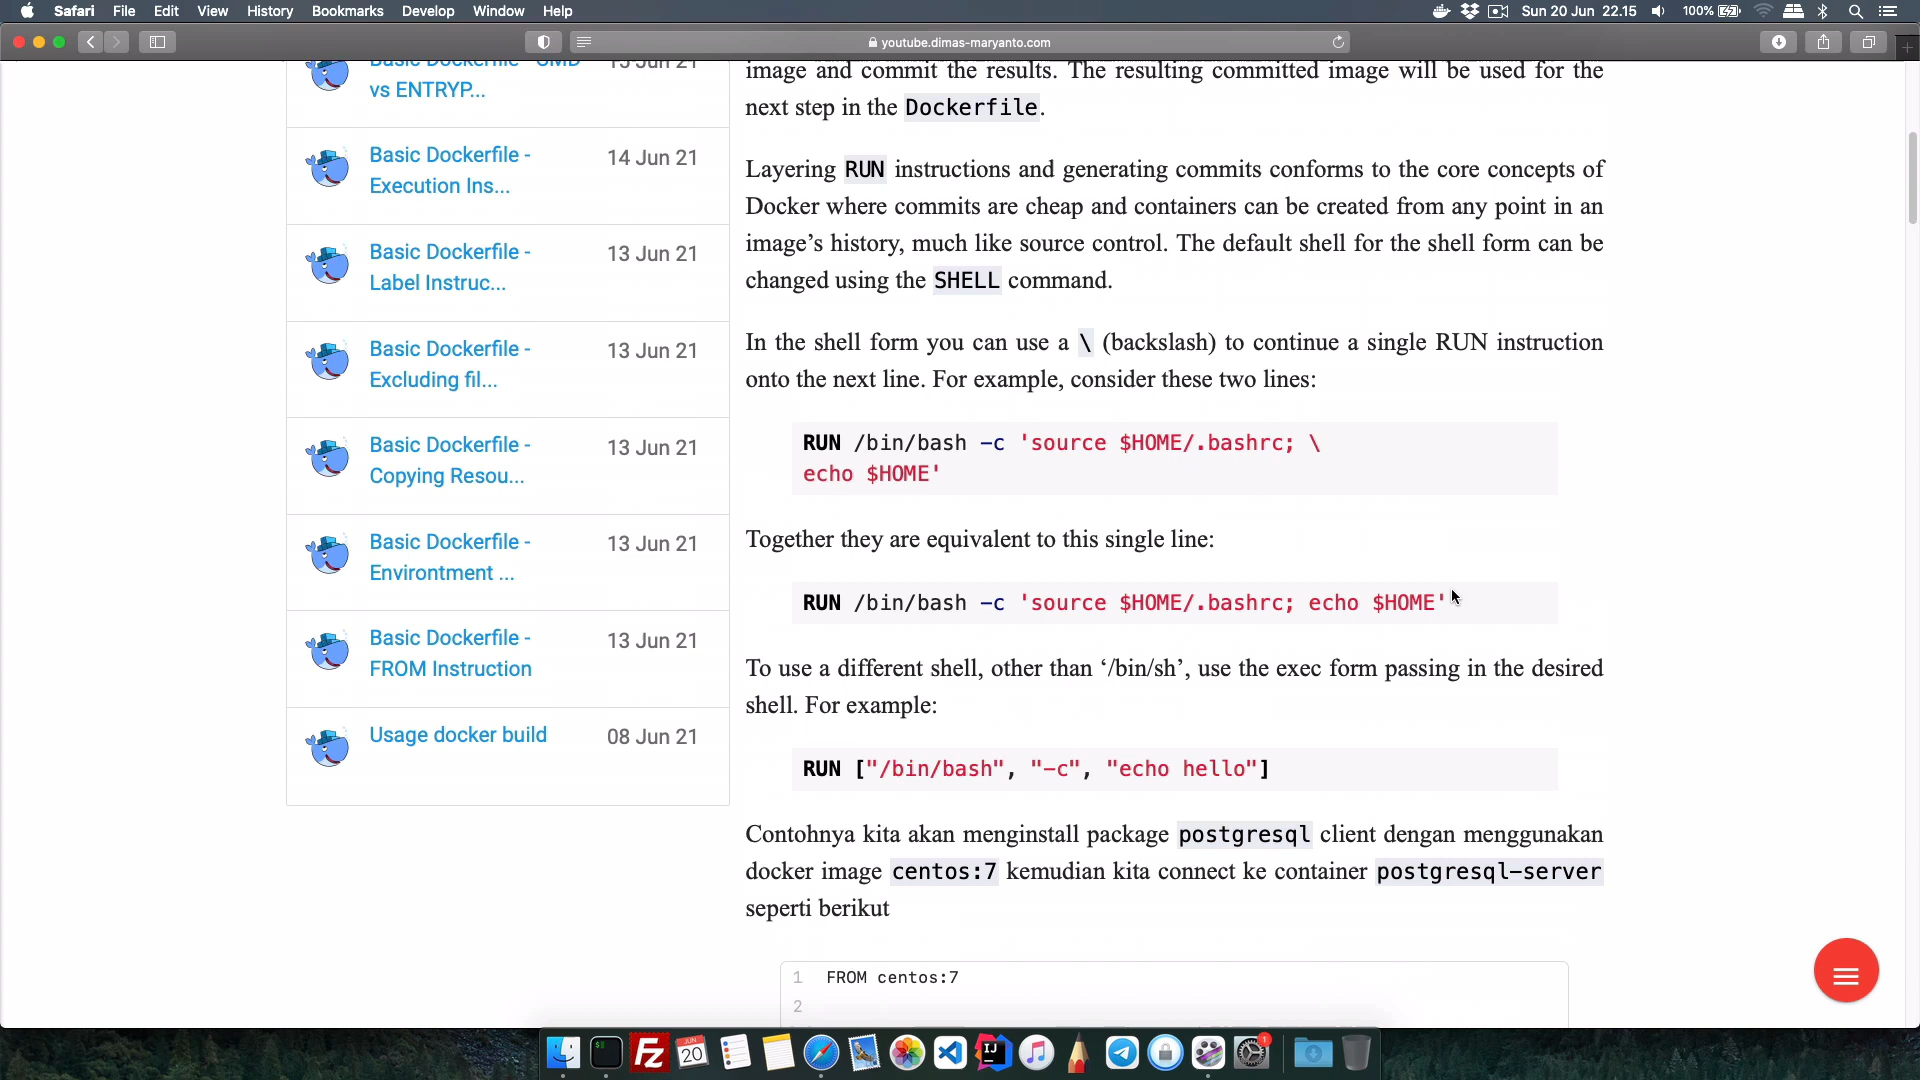 Safari File Edit View History Bookmarks Develop Window Help
Sun 20 Jun 22.15 100%
youtube.dimas-maryanto.com
Basic Dockerfile - CMD
vs ENTRYP...
15 Jun 21
Basic Dockerfile -
Execution Ins...
14 Jun 21
Basic Dockerfile -
Label Instruc...
13 Jun 21
Basic Dockerfile -
Excluding fil...
13 Jun 21
Basic Dockerfile -
Copying Resou...
13 Jun 21
Basic Dockerfile -
Environtment ...
13 Jun 21
Basic Dockerfile -
FROM Instruction
13 Jun 21
Usage docker build
08 Jun 21
image and commit the results. The resulting committed image will be used for the
next step in the Dockerfile.
Layering RUN instructions and generating commits conforms to the core concepts of
Docker where commits are cheap and containers can be created from any point in an
image’s history, much like source control. The default shell for the shell form can be
changed using the SHELL command.
In the shell form you can use a \ (backslash) to continue a single RUN instruction
onto the next line. For example, consider these two lines:
RUN /bin/bash -c 'source $HOME/.bashrc; \
echo $HOME'
Together they are equivalent to this single line:
RUN /bin/bash -c 'source $HOME/.bashrc; echo $HOME'
To use a different shell, other than ‘/bin/sh’, use the exec form passing in the desired
shell. For example:
RUN ["/bin/bash", "-c", "echo hello"]
Contohnya kita akan menginstall package postgresql client dengan menggunakan
docker image centos:7 kemudian kita connect ke container postgresql-server
seperti berikut
1 FROM centos:7
2
JUN
20
1